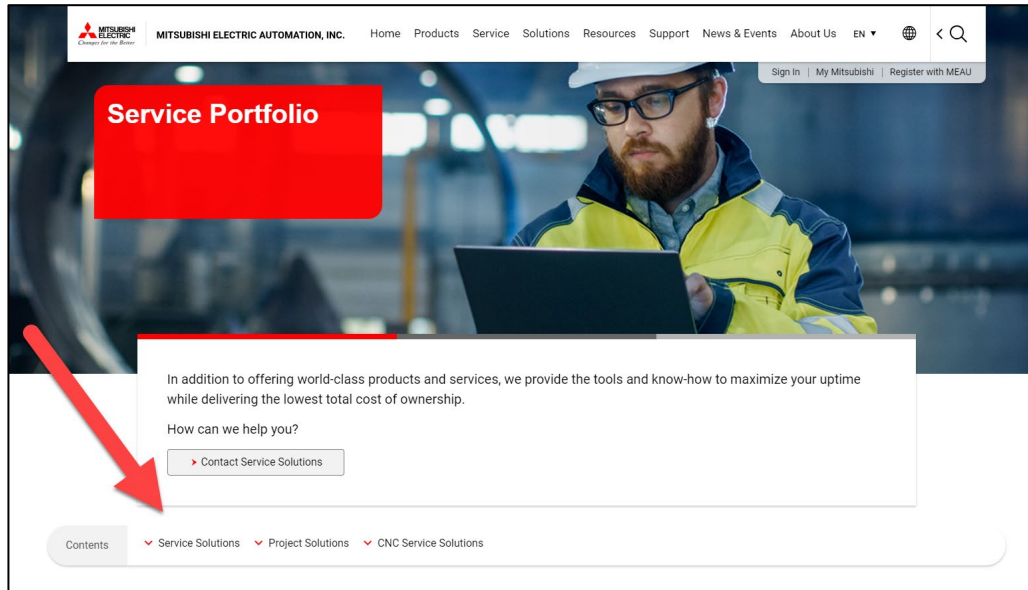 MITSUBISHI
ELECTRIC
Changes for the Better
MITSUBISHI ELECTRIC AUTOMATION, INC.
Home Products Service Solutions Resources Support News & Events About Us EN
Sign In | My Mitsubishi | Register with MEAU
Service Portfolio
In addition to offering world-class products and services, we provide the tools and know-how to maximize your uptime
while delivering the lowest total cost of ownership.
How can we help you?
Contact Service Solutions
Contents Service Solutions Project Solutions CNC Service Solutions